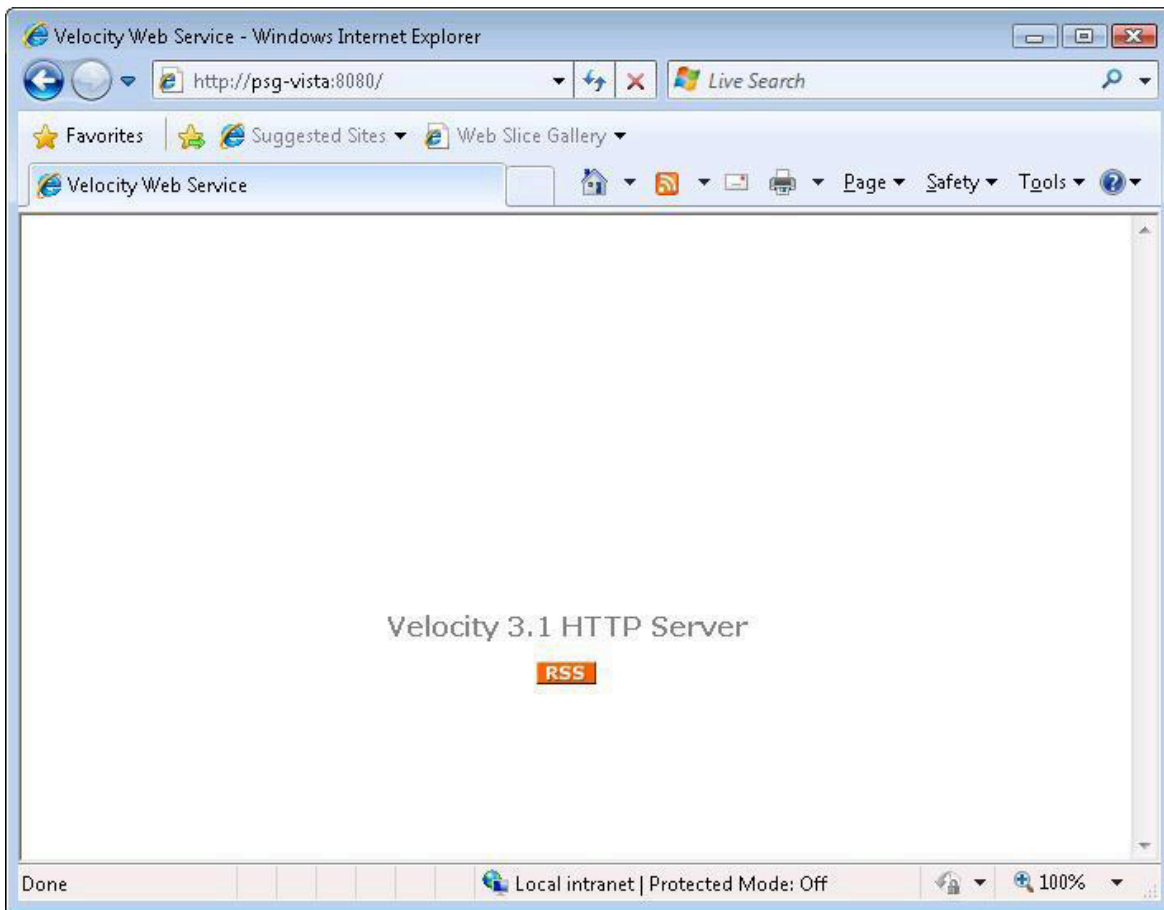 Velocity Web Service - Windows Internet Explorer
http://psg-vista:8080/
Live Search
Favorites Suggested Sites Web Slice Gallery
Velocity Web Service Page Safety Tools
Velocity 3.1 HTTP Server
RSS
Done Local intranet | Protected Mode: Off 100%